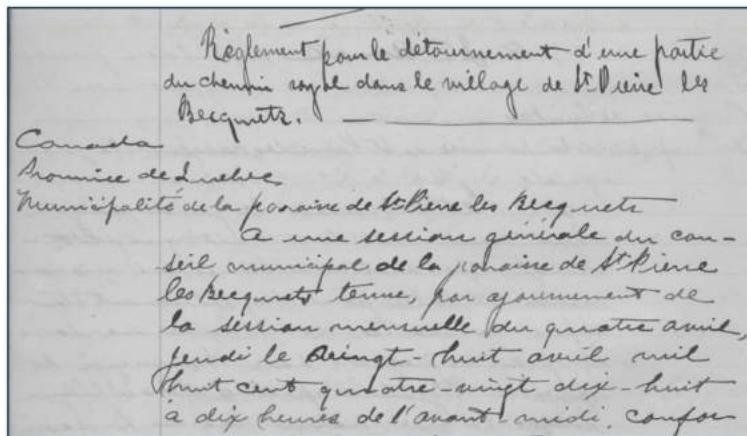 Règlement pour le détournement d'une partie
du chemin royal dans le village de St Pierre les
Becquets.
Canada
Province de Québec
Municipalité de la paroisse de St Pierre les Becquets
A une session générale du con-
seil municipal de la paroisse de St Pierre
les Becquets tenue, par ajournement de
la session mensuelle du quatre avril,
jeudi le vingt-huit avril mil
huit cent quatre-vingt dix-huit
à dix heures de l'avant-midi, confor